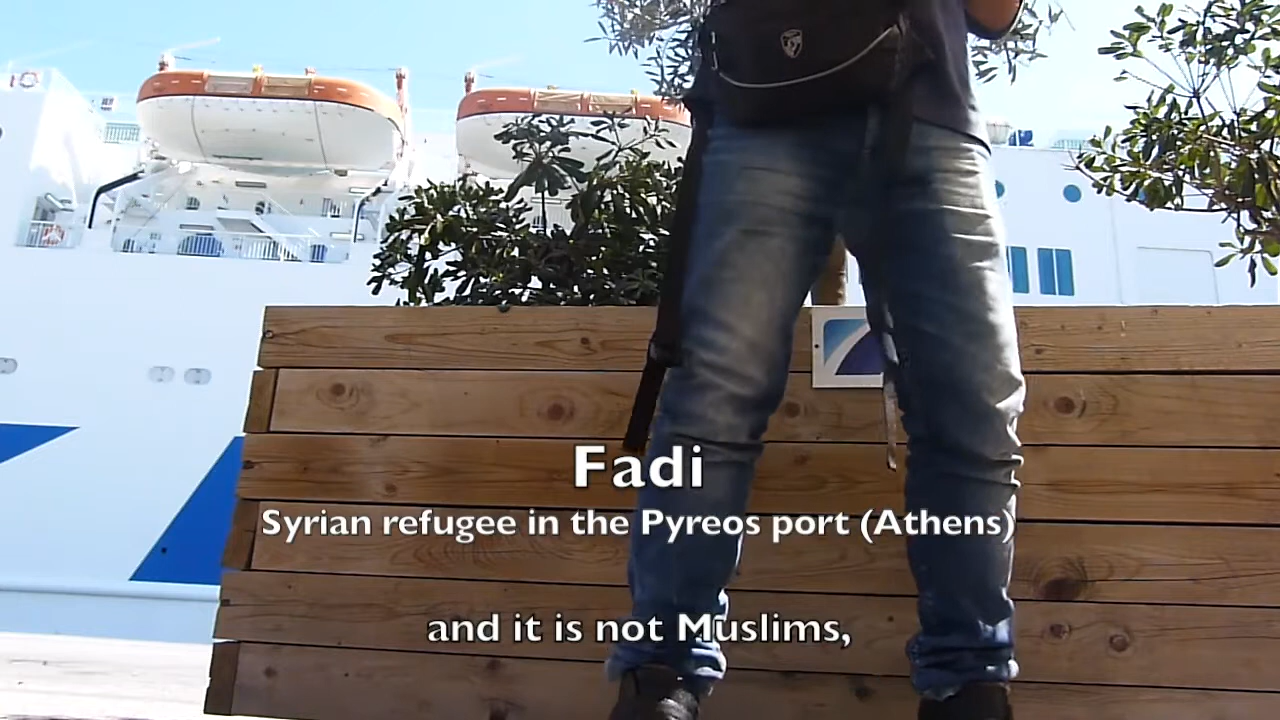 Fadi
Syrian refugee in the Pyreos port (Athens)
and it is not Muslims,